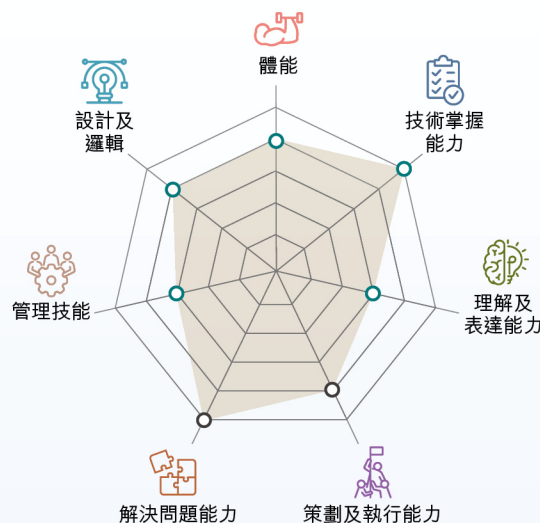 體能
設計及
邏輯
技術掌握
能力
管理技能
理解及
表達能力
解決問題能力
策劃及執行能力